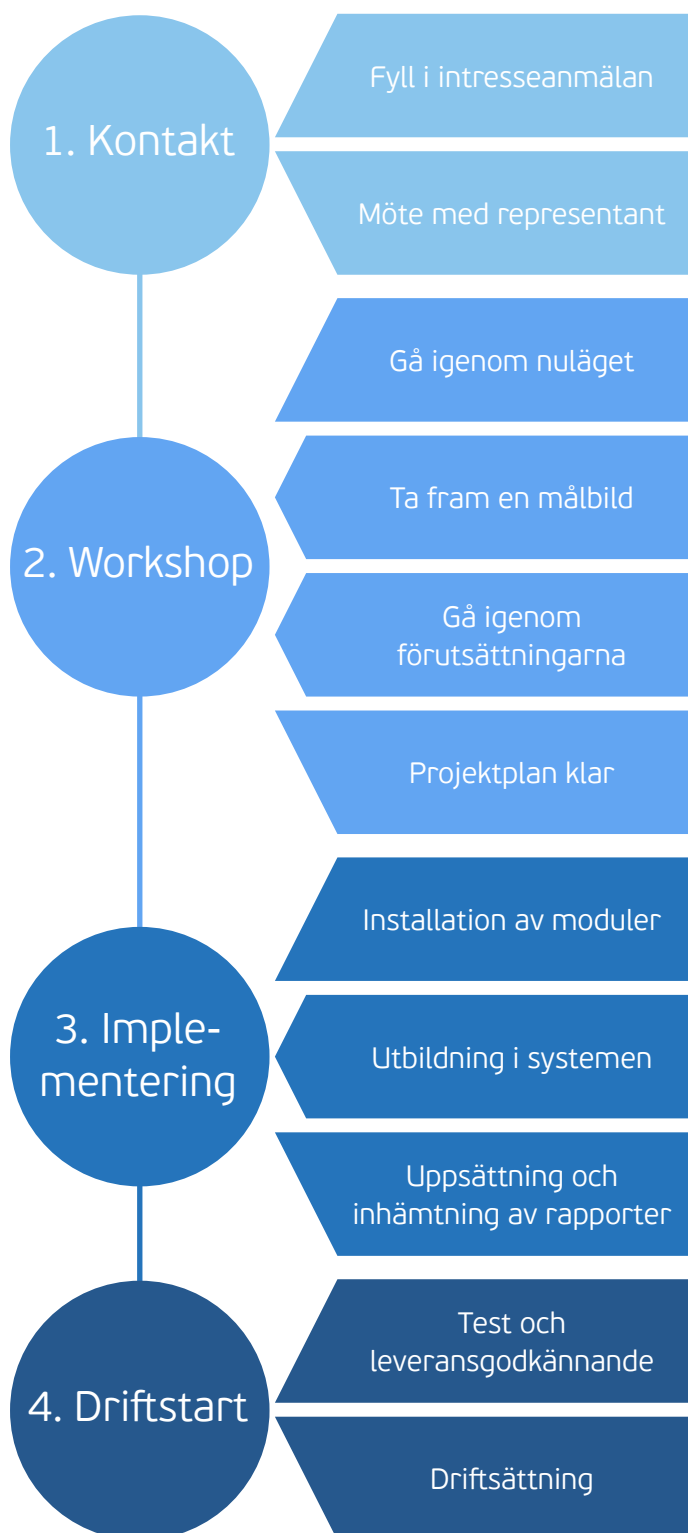 1. Kontakt
Fyll i intresseanmälan
Möte med representant
2. Workshop
Gå igenom nuläget
Ta fram en målbild
Gå igenom
förutsättningarna
Projektplan klar
3. Imple-
mentering
Installation av moduler
Utbildning i systemen
Uppsättning och
inhämtning av rapporter
4. Driftstart
Test och
leveransgodkännande
Driftsättning